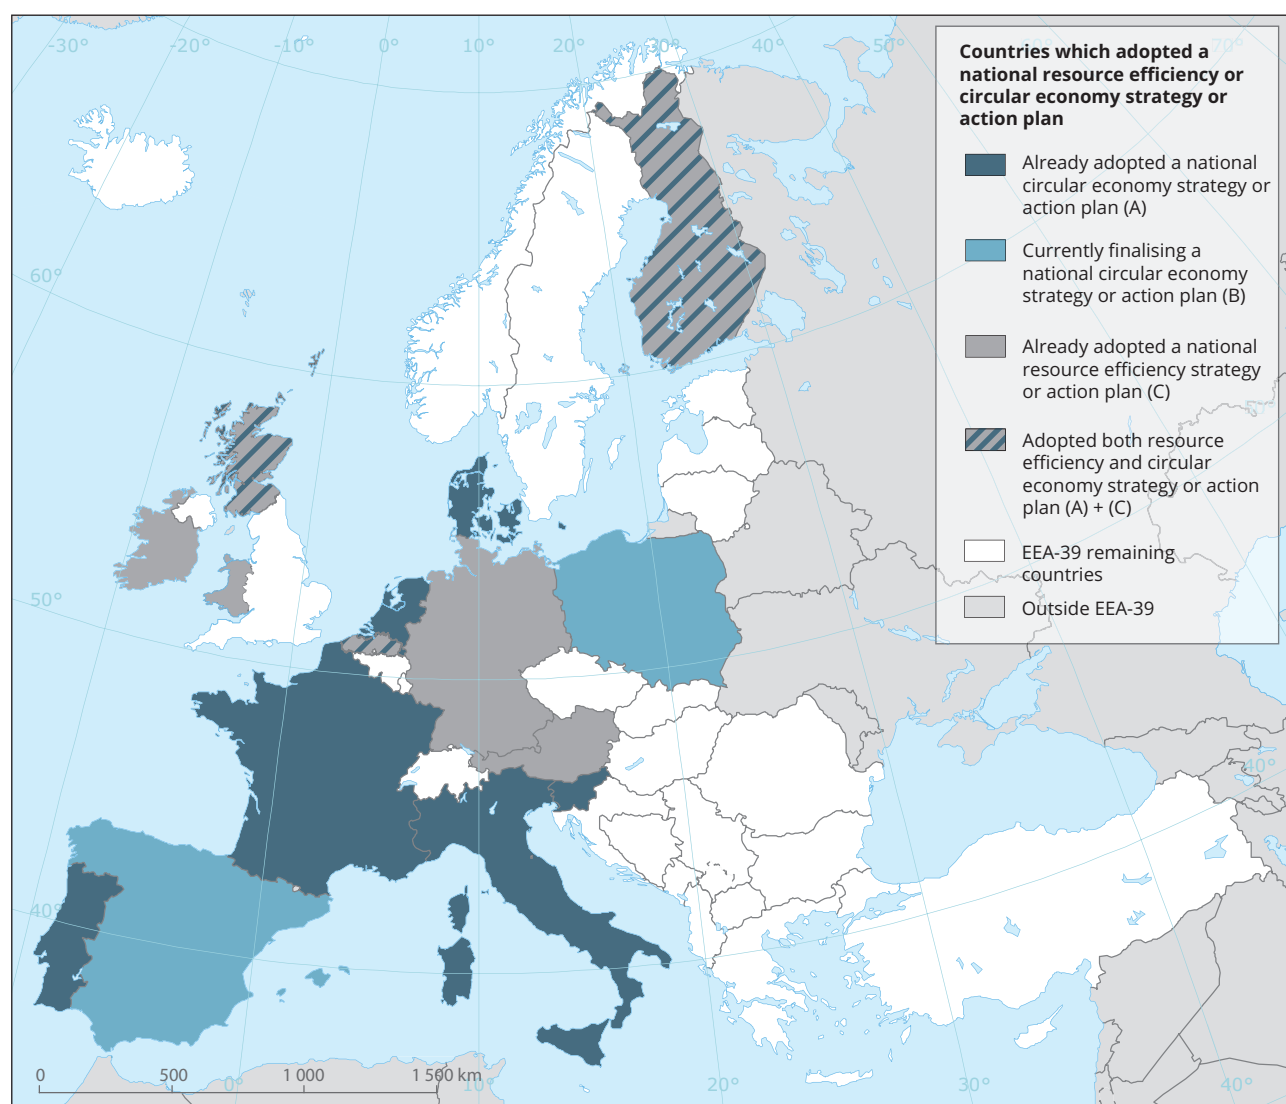 -30° -20° -10° 0° 10° 20° 30° 40° 50° 60° 70°
Countries which adopted a
national resource efficiency or
circular economy strategy or
action plan
Already adopted a national
circular economy strategy or
action plan (A)
Currently finalising a
national circular economy
strategy or action plan (B)
Already adopted a national
resource efficiency strategy
or action plan (C)
Adopted both resource
efficiency and circular
economy strategy or action
plan (A) + (C)
EEA-39 remaining
countries
Outside EEA-39
60°
50°
50°
40°
40°
0 500 1 000 1 500 km
0° 10° 20° 30° 40°